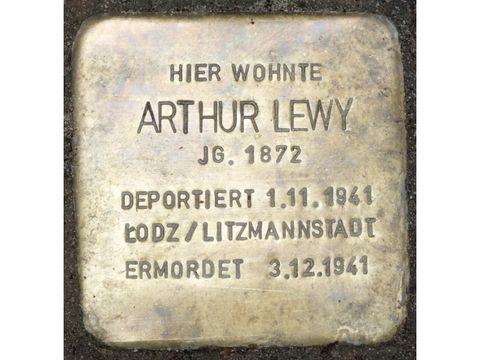 HIER WOHNTE
ARTHUR LEWY
JG. 1872
DEPORTIERT 1.11.1941
ŁODZ/LITZMANNSTADT
ERMORDET 3.12.1941